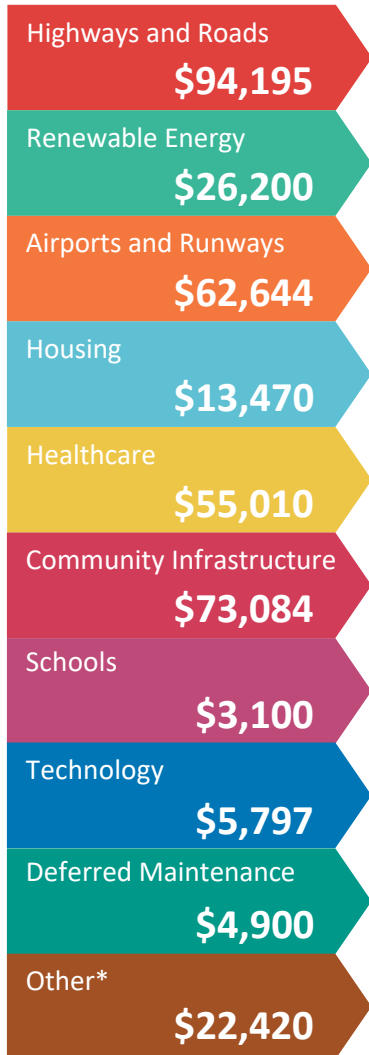 Highways and Roads
$94,195
Renewable Energy
$26,200
Airports and Runways
$62,644
Housing
$13,470
Healthcare
$55,010
Community Infrastructure
$73,084
Schools
$3,100
Technology
$5,797
Deferred Maintenance
$4,900
Other*
$22,420